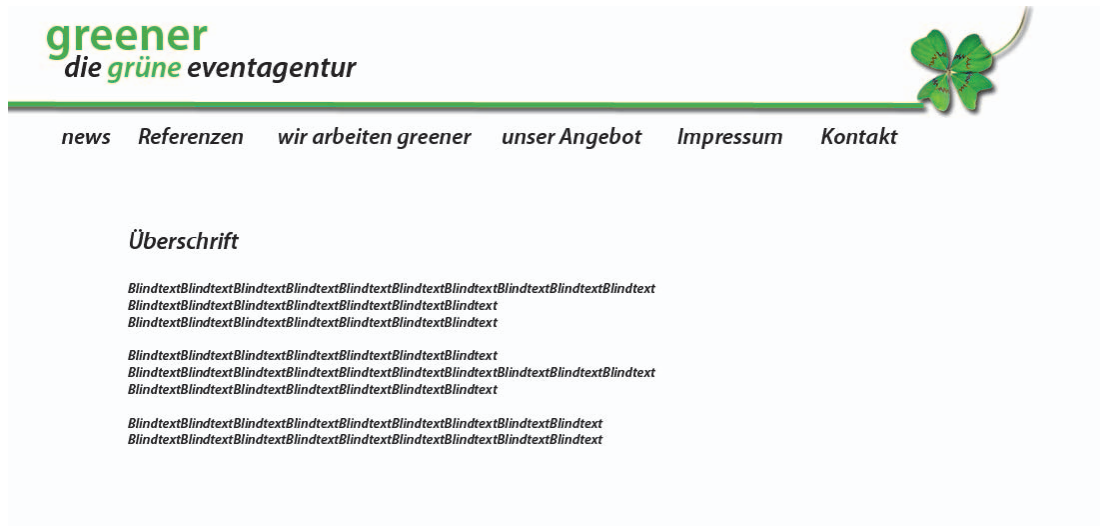 greener
die grüne eventagentur
news Referenzen wir arbeiten greener unser Angebot Impressum Kontakt
Überschrift
BlindtextBlindtextBlindtextBlindtextBlindtextBlindtextBlindtextBlindtextBlindtextBlindtext
BlindtextBlindtextBlindtextBlindtextBlindtextBlindtextBlindtext
BlindtextBlindtextBlindtextBlindtextBlindtextBlindtextBlindtext
BlindtextBlindtextBlindtextBlindtextBlindtextBlindtextBlindtext
BlindtextBlindtextBlindtextBlindtextBlindtextBlindtextBlindtextBlindtextBlindtextBlindtext
BlindtextBlindtextBlindtextBlindtextBlindtextBlindtextBlindtext
BlindtextBlindtextBlindtextBlindtextBlindtextBlindtextBlindtextBlindtextBlindtext
BlindtextBlindtextBlindtextBlindtextBlindtextBlindtextBlindtextBlindtextBlindtext